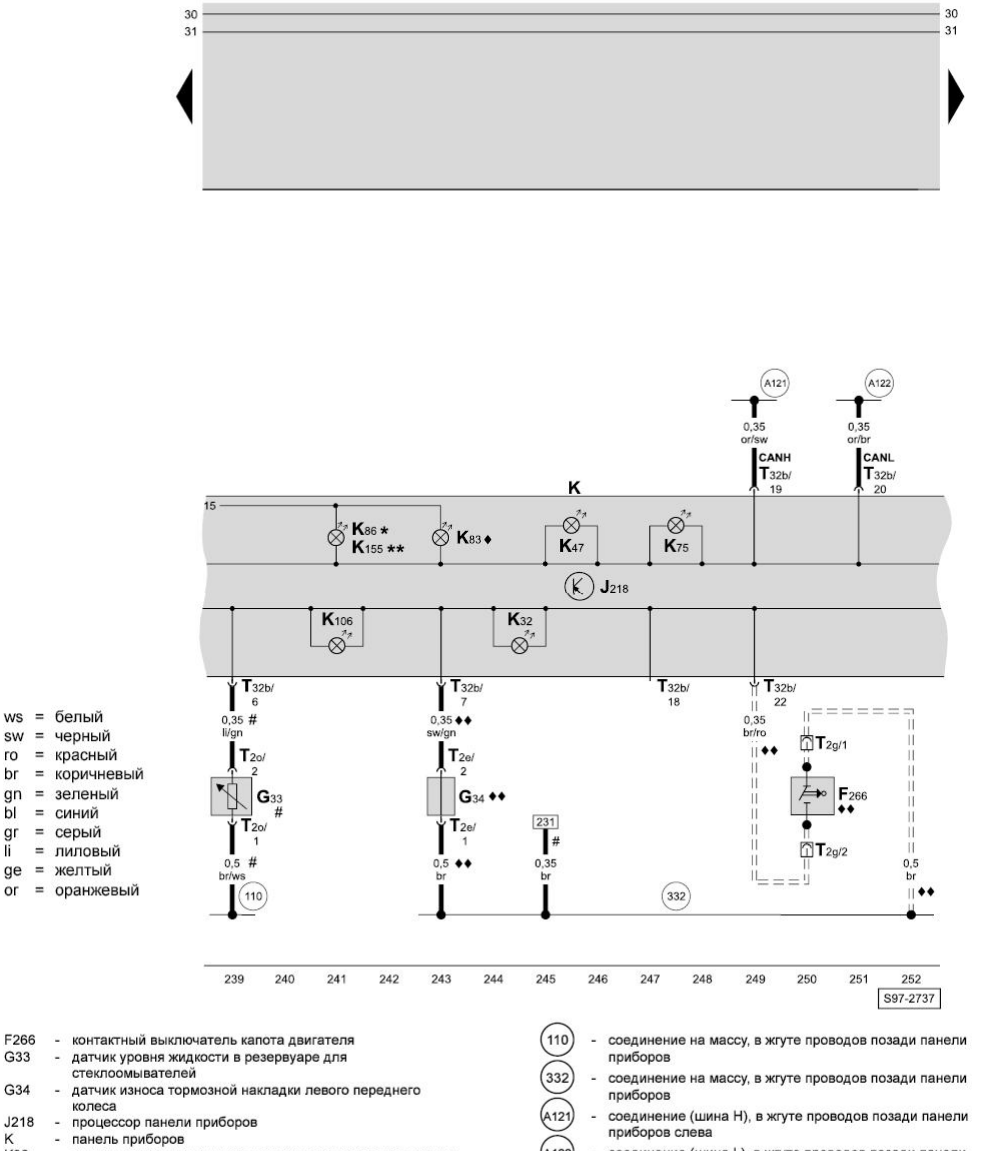 30 30
31 31
A121 A122
0,35 0,35
or/sw or/br
CANH CANL
T32b/ T32b/
19 20
K
15
K86 *
K155 **
K83 ♦
K47
K75
J218
K106
K32
T32b/ T32b/ T32b/ T32b/
6 7 18 22
0,35 # 0,35 ♦♦ 0,35
li/gn sw/gn br/ro
♦♦
T2o/ T2e/ T2g/1
2 2
G33 G34 ♦♦ F266
# ♦♦
T2o/ T2e/ 231 T2g/2
1 1 #
0,5 # 0,5 ♦♦ 0,35 0,5
br/ws br br br
♦♦
110 332
ws = белый
sw = черный
ro = красный
br = коричневый
gn = зеленый
bl = синий
gr = серый
li = лиловый
ge = желтый
or = оранжевый
239 240 241 242 243 244 245 246 247 248 249 250 251 252
S97-2737
F266 - контактный выключатель капота двигателя
G33 - датчик уровня жидкости в резервуаре для
стеклоомывателей
G34 - датчик износа тормозной накладки левого переднего
колеса
J218 - процессор панели приборов
K - панель приборов
110 - соединение на массу, в жгуте проводов позади панели
приборов
332 - соединение на массу, в жгуте проводов позади панели
приборов
A121 - соединение (шина H), в жгуте проводов позади панели
приборов слева